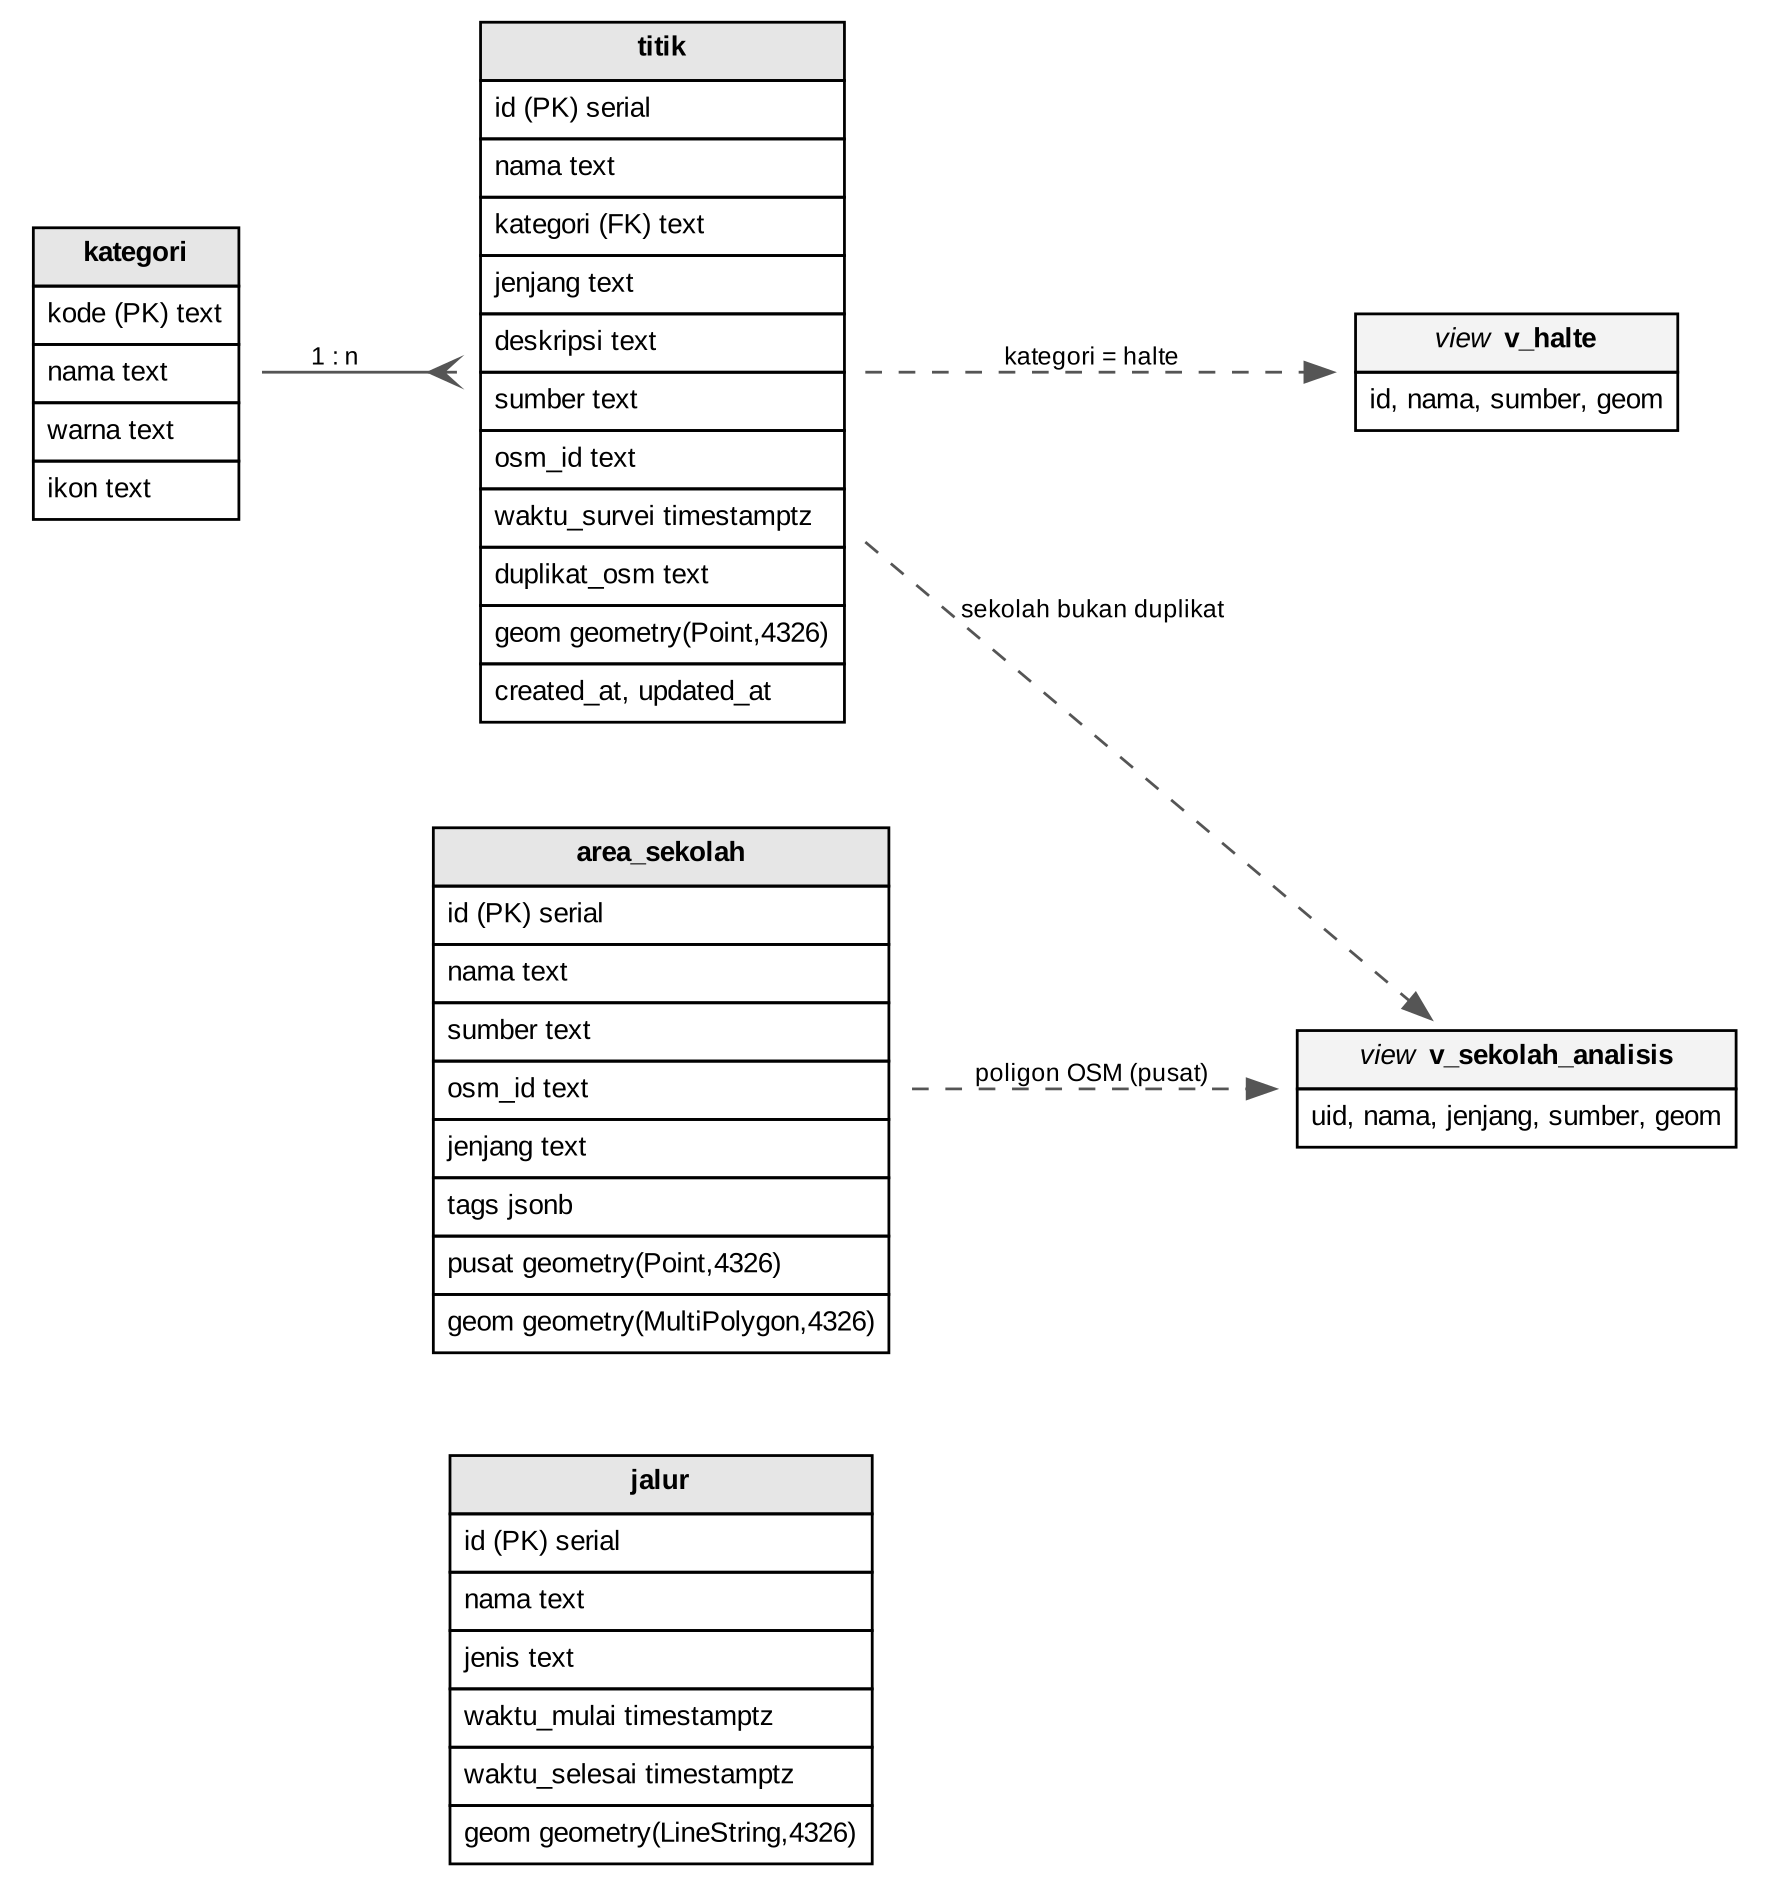 titik
id (PK) serial
nama text
kategori (FK) text
jenjang text
deskripsi text
sumber text
osm_id text
waktu_survei timestamptz
duplikat_osm text
geom geometry(Point,4326)
created_at, updated_at
kategori
kode (PK) text
nama text
warna text
ikon text
1 : n
kategori = halte
view v_halte
id, nama, sumber, geom
sekolah bukan duplikat
area_sekolah
id (PK) serial
nama text
sumber text
osm_id text
jenjang text
tags jsonb
pusat geometry(Point,4326)
geom geometry(MultiPolygon,4326)
poligon OSM (pusat)
view v_sekolah_analisis
uid, nama, jenjang, sumber, geom
jalur
id (PK) serial
nama text
jenis text
waktu_mulai timestamptz
waktu_selesai timestamptz
geom geometry(LineString,4326)